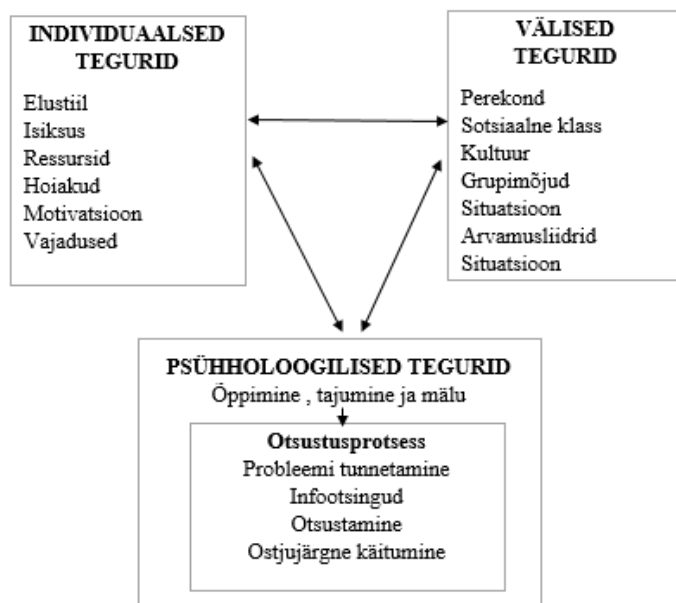 INDIVIDUAALSED
TEGURID
Elustiil
Isiksus
Ressursid
Hoiakud
Motivatsioon
Vajadused
VÄLISED
TEGURID
Perekond
Sotsiaalne klass
Kultuur
Grupimõjud
Situatsioon
Arvamusliidrid
Situatsioon
PSÜHHOLOOGILISED TEGURID
Õppimine , tajumine ja mälu
Otsustusprotsess
Probleemi tunnetamine
Infootsingud
Otsustamine
Ostjujärgne käitumine